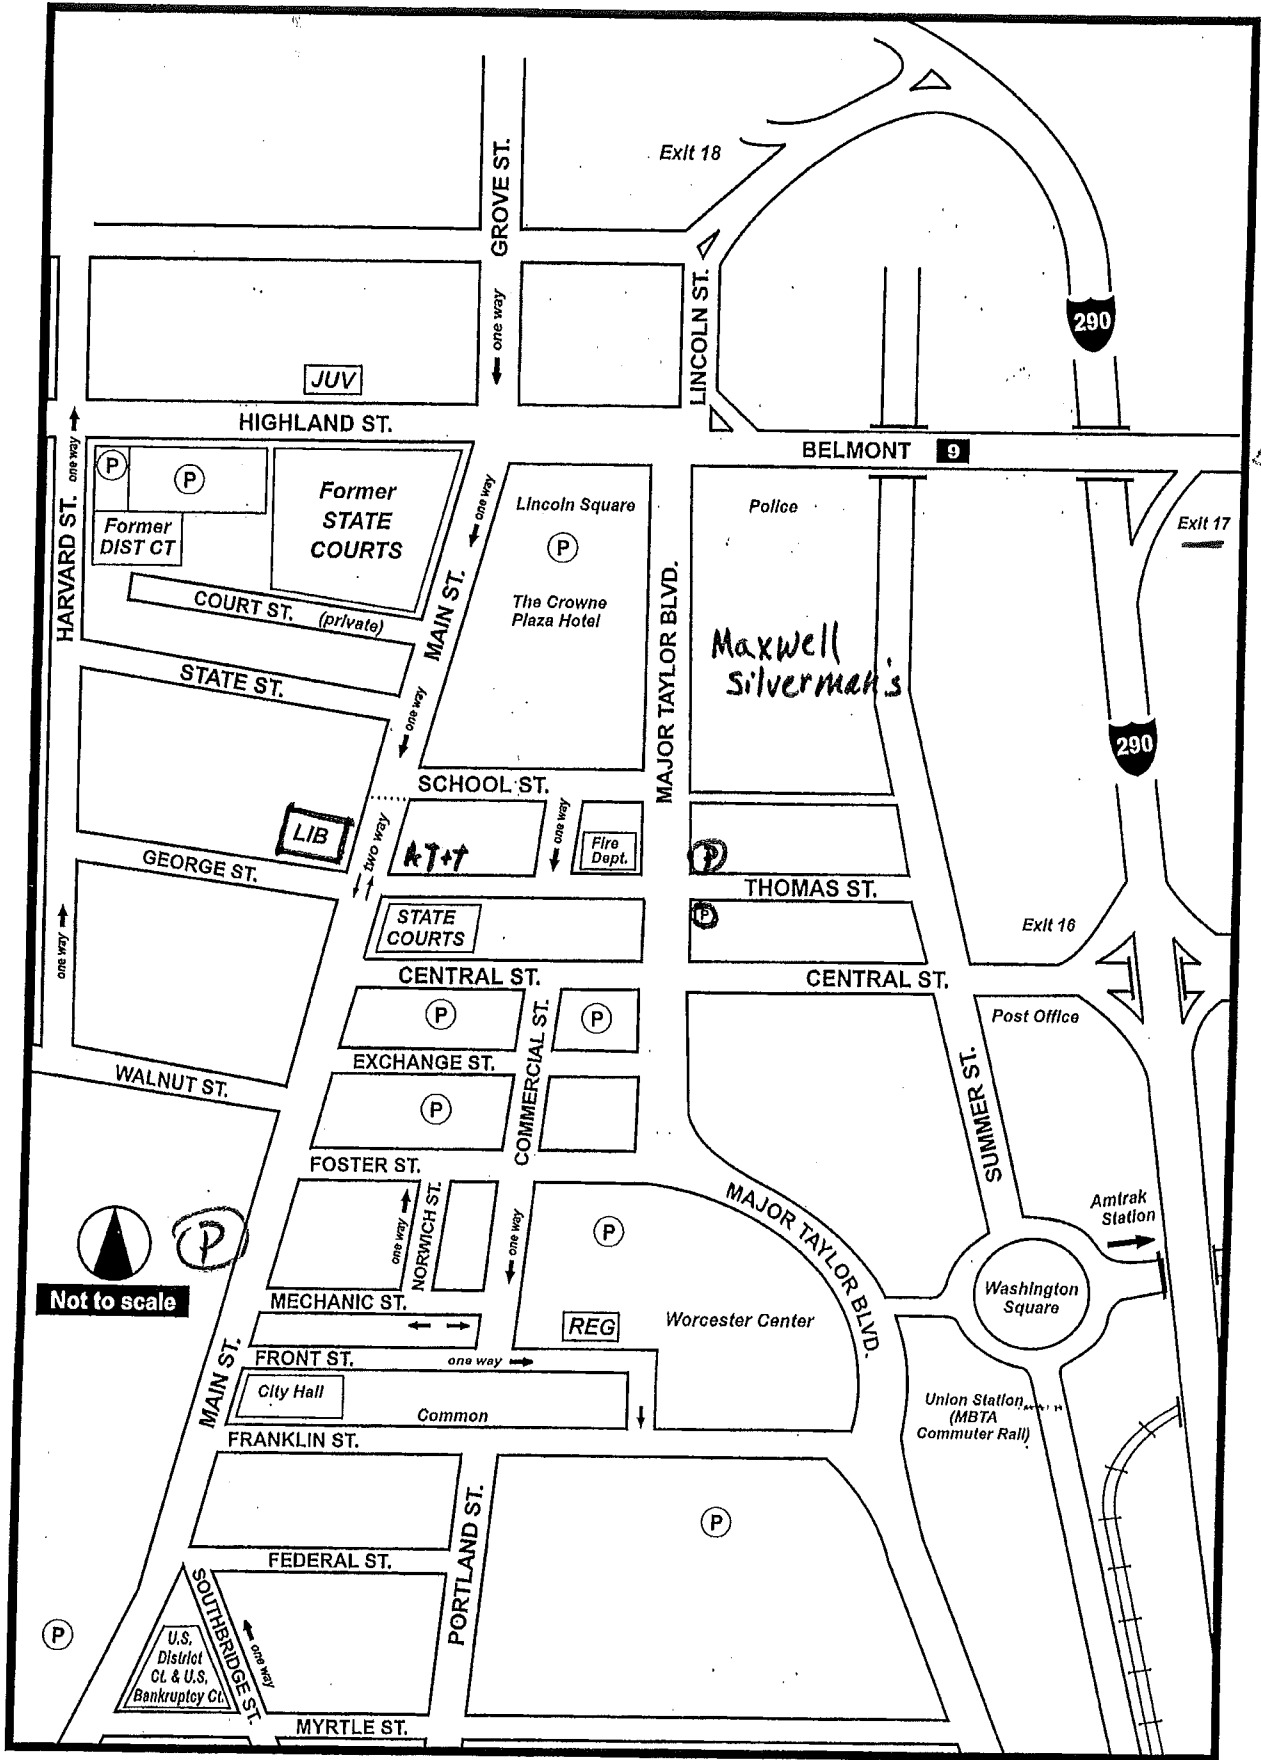 Exit 18
GROVE ST.
one way
LINCOLN ST.
290
JUV
HIGHLAND ST.
BELMONT 9
HARVARD ST.
one way
P
P
Former
DIST CT
Former
STATE
COURTS
COURT ST. (private)
MAIN ST.
one way
one way
Lincoln Square
P
The Crowne
Plaza Hotel
MAJOR TAYLOR BLVD.
Police
Exit 17
Maxwell
Silverman's
STATE ST.
290
SCHOOL ST.
LIB
two way
AT+T
one way
Fire
Dept.
P
GEORGE ST.
THOMAS ST.
P
one way
STATE
COURTS
Exit 16
CENTRAL ST.
CENTRAL ST.
P
P
COMMERCIAL ST.
Post Office
EXCHANGE ST.
WALNUT ST.
P
SUMMER ST.
FOSTER ST.
P
one way
NORWICH ST.
one way
P
MAJOR TAYLOR BLVD.
Amtrak
Station
Not to scale
MECHANIC ST.
REG
Worcester Center
Washington
Square
MAIN ST.
FRONT ST.
one way
City Hall
Common
Union Station
(MBTA
Commuter Rail)
FRANKLIN ST.
PORTLAND ST.
P
FEDERAL ST.
SOUTHBRIDGE ST.
one way
P
U.S.
District
Ct. & U.S.
Bankruptcy Ct.
MYRTLE ST.